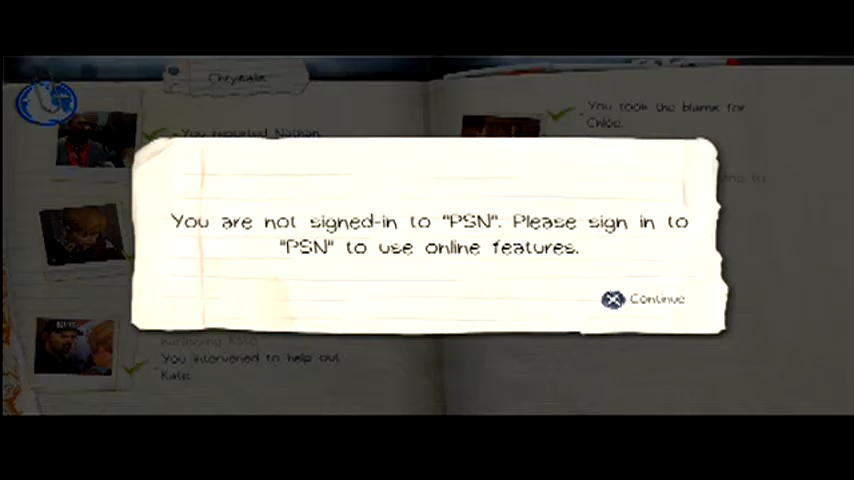 Chrysalis
You reported Nathan.
You took the blame for
Chloe.
You are not signed-in to "PSN". Please sign in to
"PSN" to use online features.
Continue
Kate
You intervened to help out
Kate.